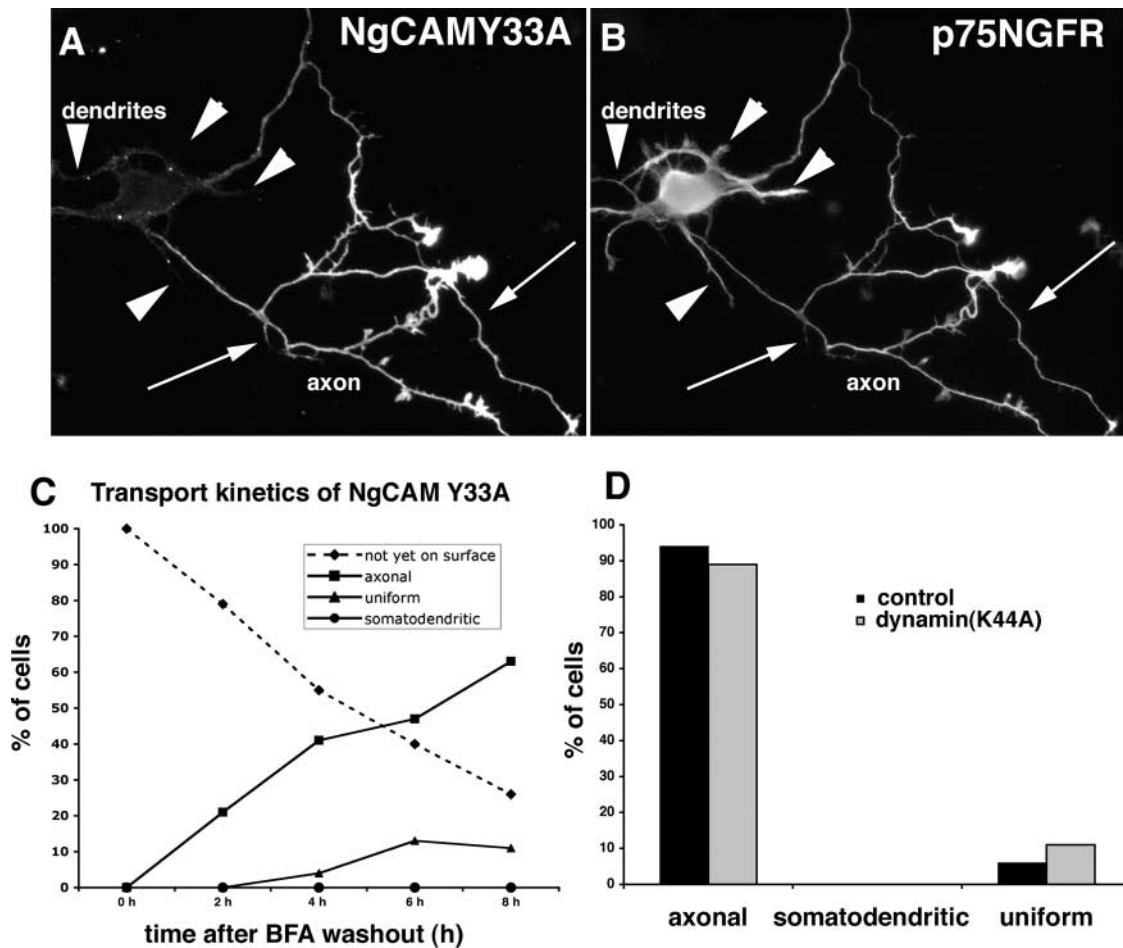 A NgCAMY33A
dendrites
axon
B p75NGFR
dendrites
axon
C Transport kinetics of NgCAM Y33A
% of cells
100
90
80
70
60
50
40
30
20
10
0
not yet on surface
axonal
uniform
somatodendritic
0 h 2 h 4 h 6 h 8 h
time after BFA washout (h)
D
% of cells
100
90
80
70
60
50
40
30
20
10
0
control
dynamin(K44A)
axonal somatodendritic uniform